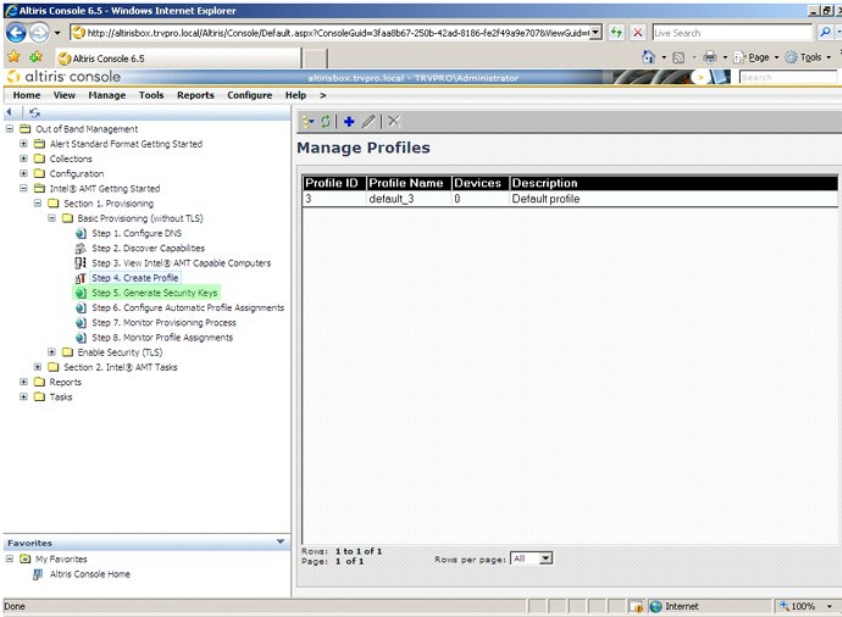 Altiris Console 6.5 - Windows Internet Explorer
http://altirisbox.trvpro.local/Altiris/Console/Default.aspx?ConsoleGuid=3faa8b67-250b-42ad-8186-fe2f49a9e7078ViewGuid=
Live Search
Altiris Console 6.5
Page
Tools
altiris console
altirisbox.trvpro.local - TRVPRO\Administrator
Search
Home View Manage Tools Reports Configure Help >
Out of Band Management
Alert Standard Format Getting Started
Collections
Configuration
Intel® AMT Getting Started
Section 1. Provisioning
Basic Provisioning (without TLS)
Step 1. Configure DNS
Step 2. Discover Capabilities
Step 3. View Intel® AMT Capable Computers
Step 4. Create Profile
Step 5. Generate Security Keys
Step 6. Configure Automatic Profile Assignments
Step 7. Monitor Provisioning Process
Step 8. Monitor Profile Assignments
Enable Security (TLS)
Section 2. Intel® AMT Tasks
Reports
Tasks
Manage Profiles
Profile ID Profile Name Devices Description
3 default_3 0 Default profile
Rows: 1 to 1 of 1
Page: 1 of 1
Rows per page: All
Favorites
My Favorites
Altiris Console Home
Done
Internet
100%